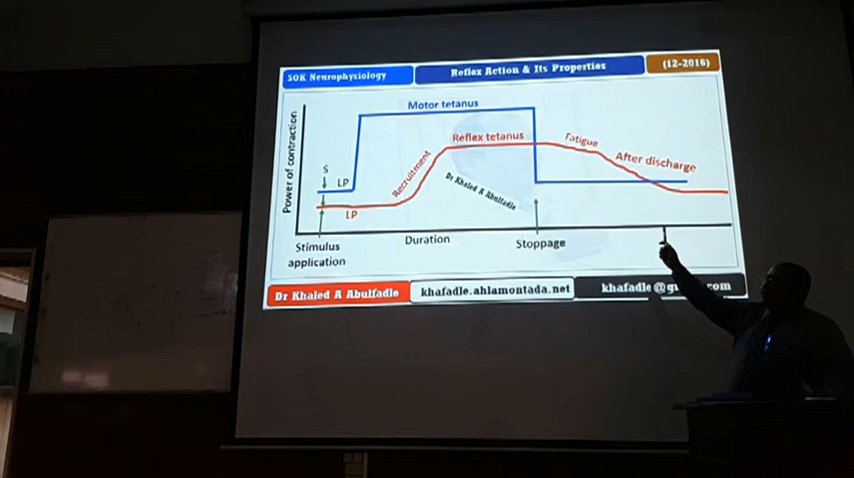 SOK Neurophysiology
Reflex Action & Its Properties
(12-2016)
Motor tetanus
Reflex tetanus
Fatigue
After discharge
Recruitment
S
LP
LP
Power of contraction
Dr Khaled A Abulfadle
Stimulus
application
Duration
Stoppage
Dr Khaled A Abulfadle
khafadle.ahlamontada.net
khafadle@